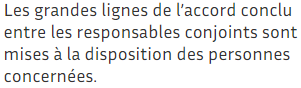 Les grandes lignes de l’accord conclu
entre les responsables conjoints sont
mises à la disposition des personnes
concernées.